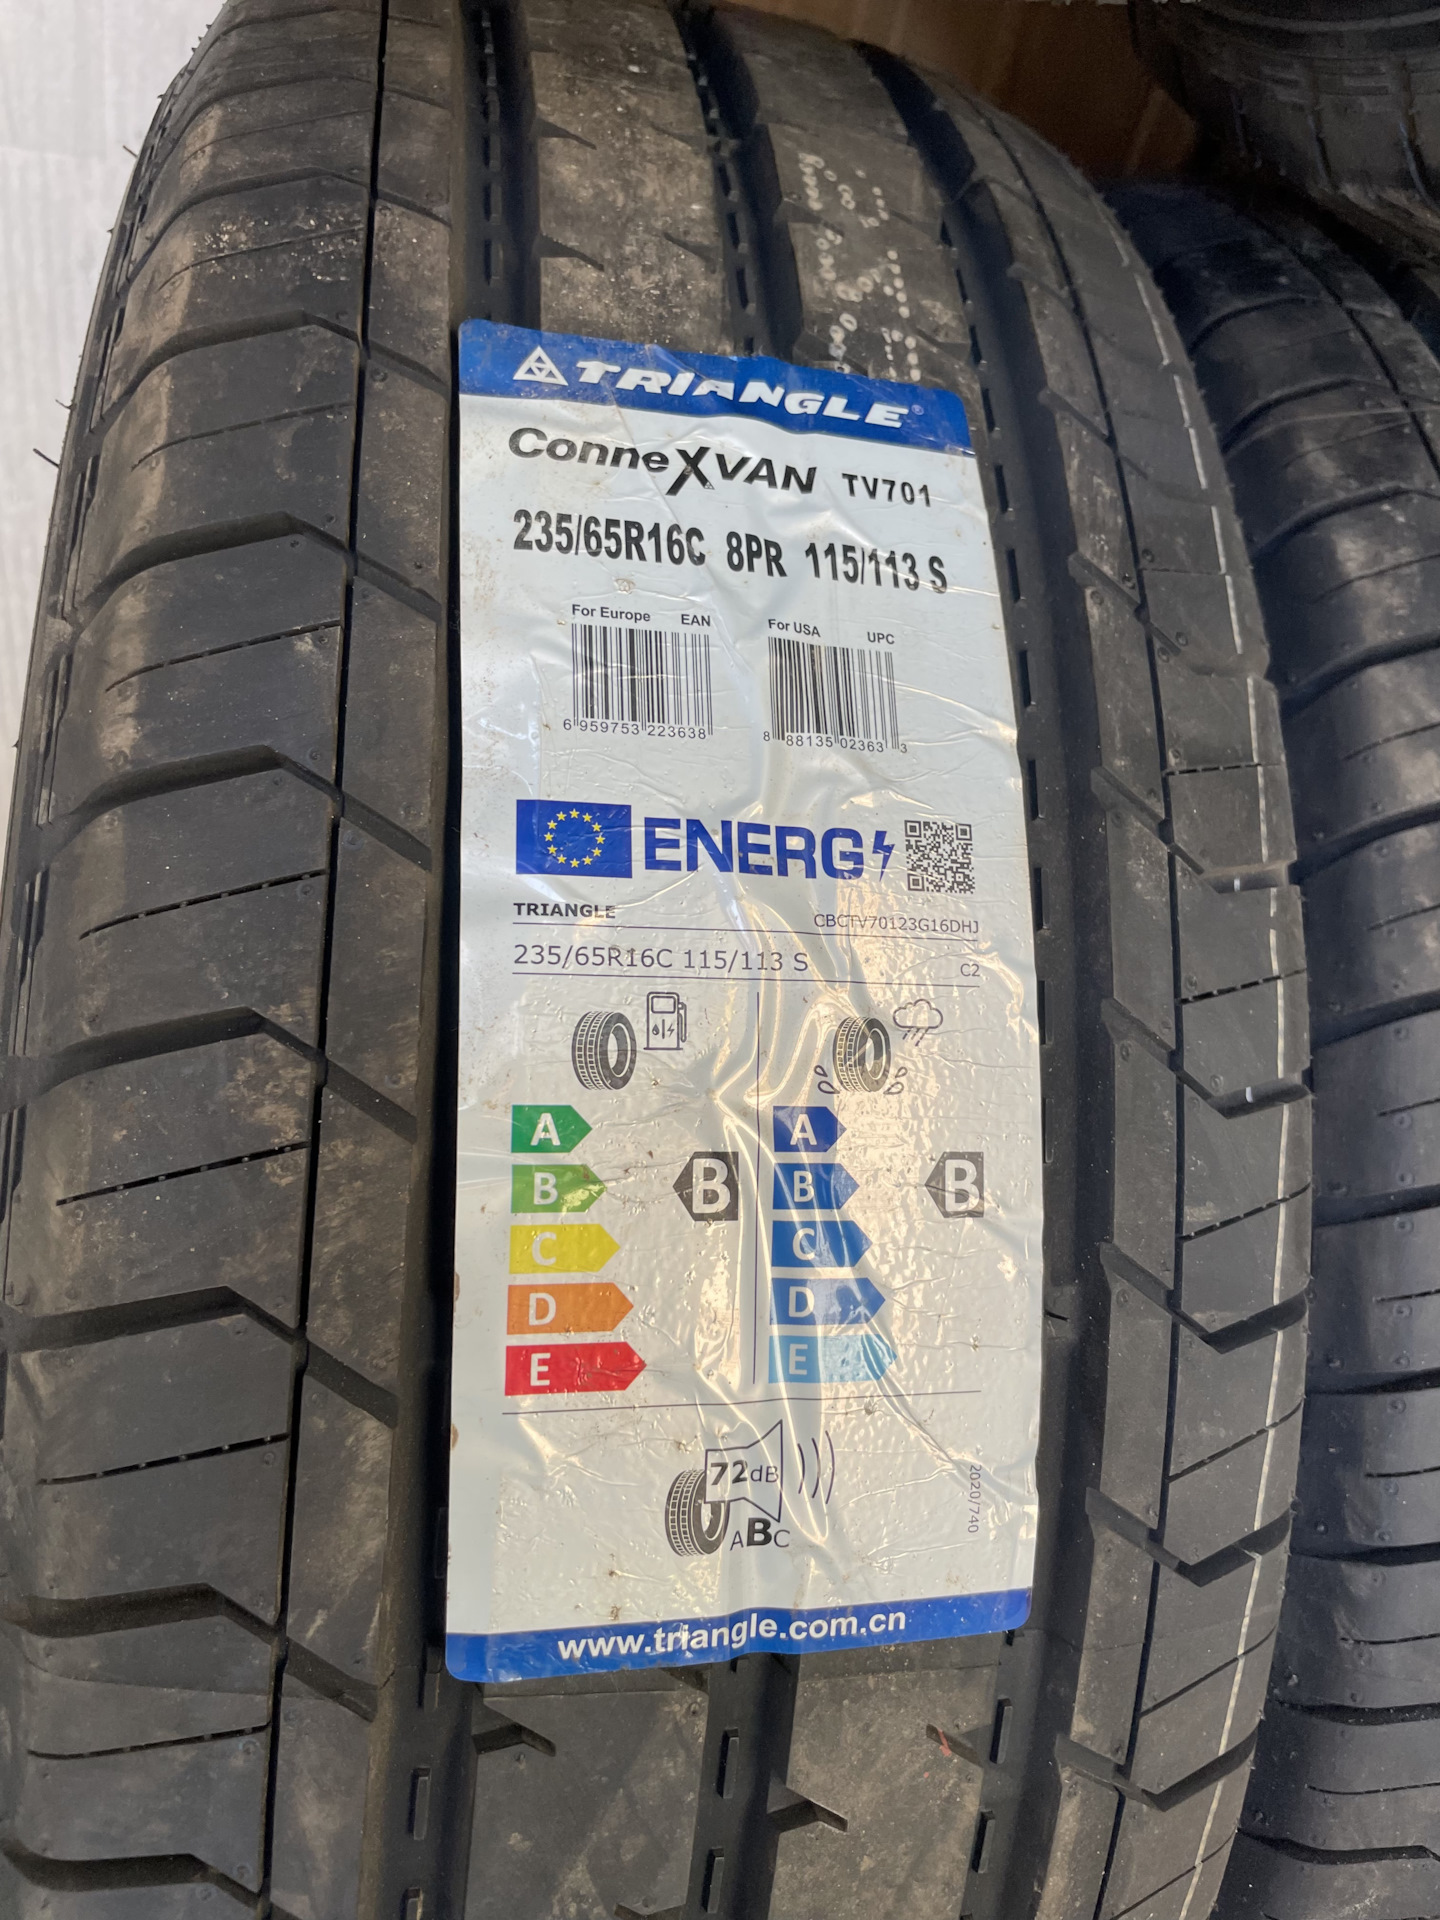 TRIANGLE®
ConneXVAN TV701
235/65R16C 8PR 115/113 S
For Europe EAN
For USA UPC
6 959753 223638
8 88135 02363 3
ENERG
TRIANGLE
CBCTV70123G16DHJ
235/65R16C 115/113 S
C2
A
B
C
D
E
B
A
B
C
D
E
B
72dB
ABC
2020/740
www.triangle.com.cn